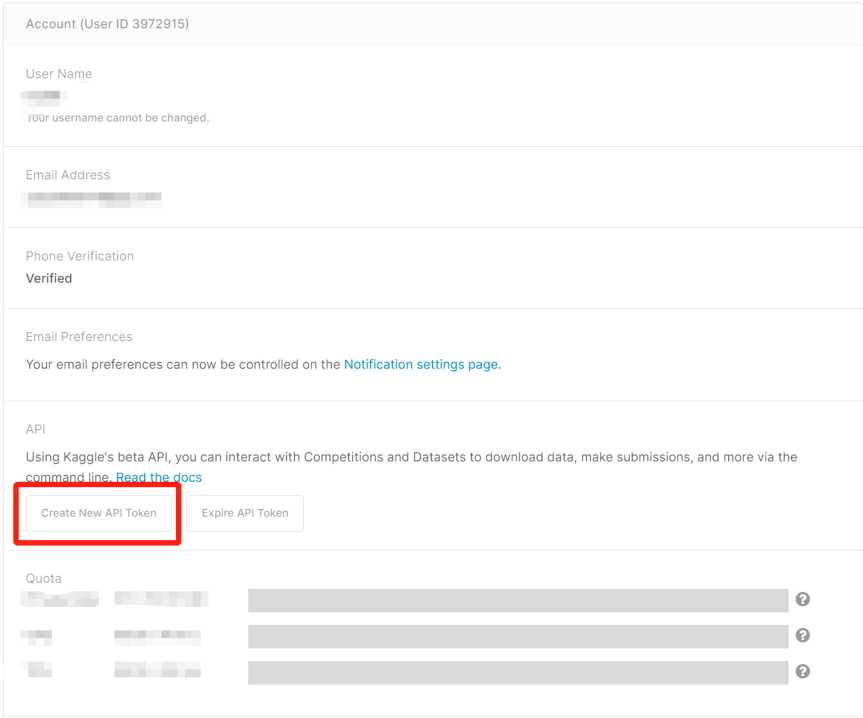 Account (User ID 3972915)
User Name
Your username cannot be changed.
Email Address
Phone Verification
Verified
Email Preferences
Your email preferences can now be controlled on the Notification settings page.
API
Using Kaggle's beta API, you can interact with Competitions and Datasets to download data, make submissions, and more via the
command line. Read the docs
Create New API Token
Expire API Token
Quota